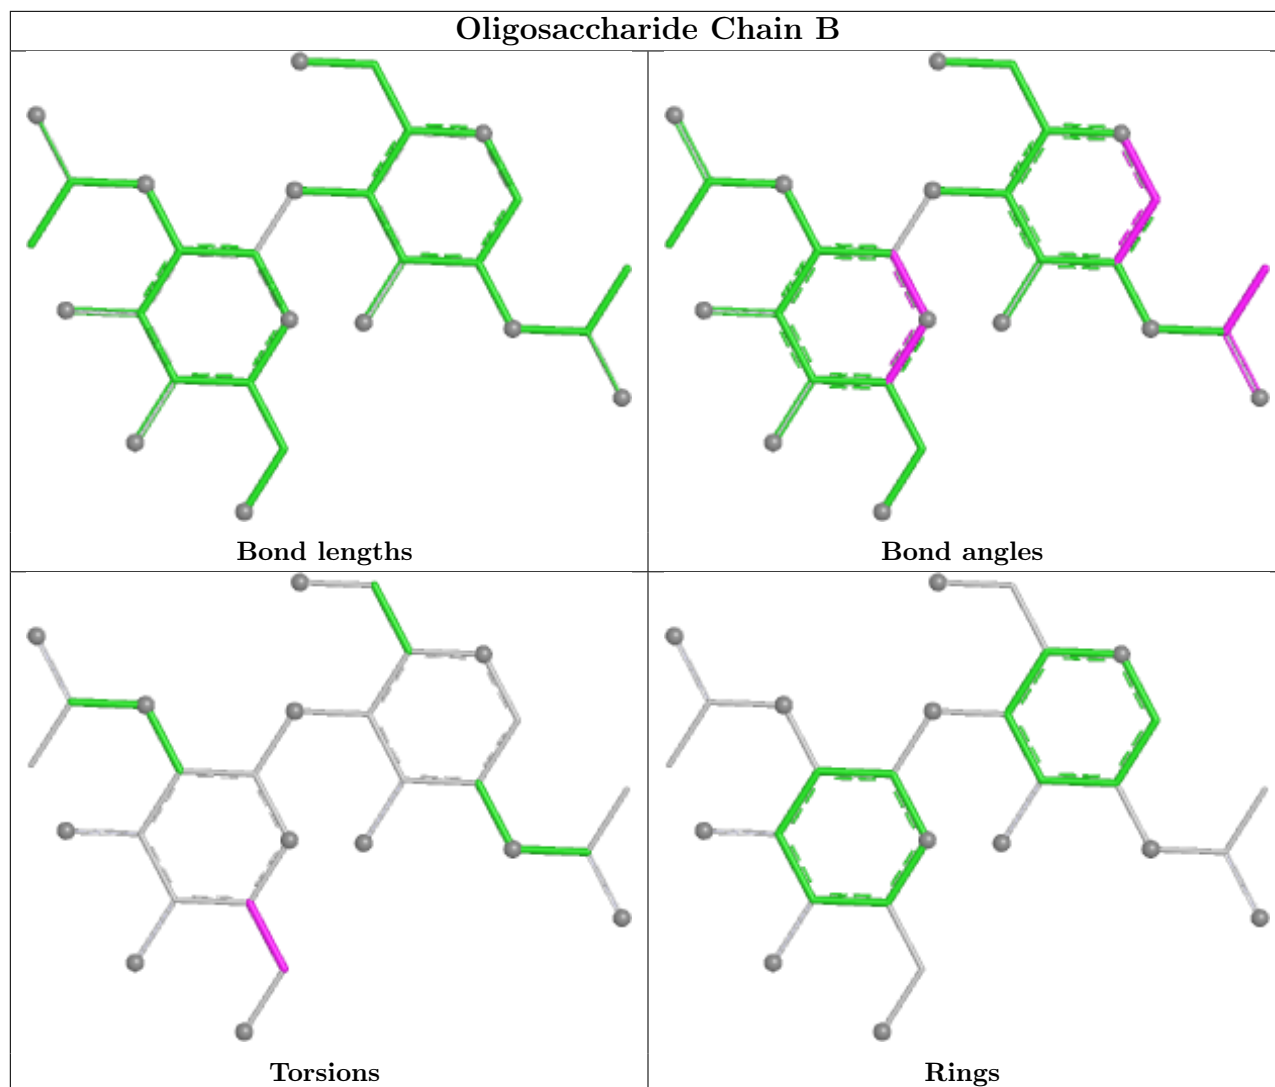 Oligosaccharide Chain B
Bond lengths
Bond angles
Torsions
Rings